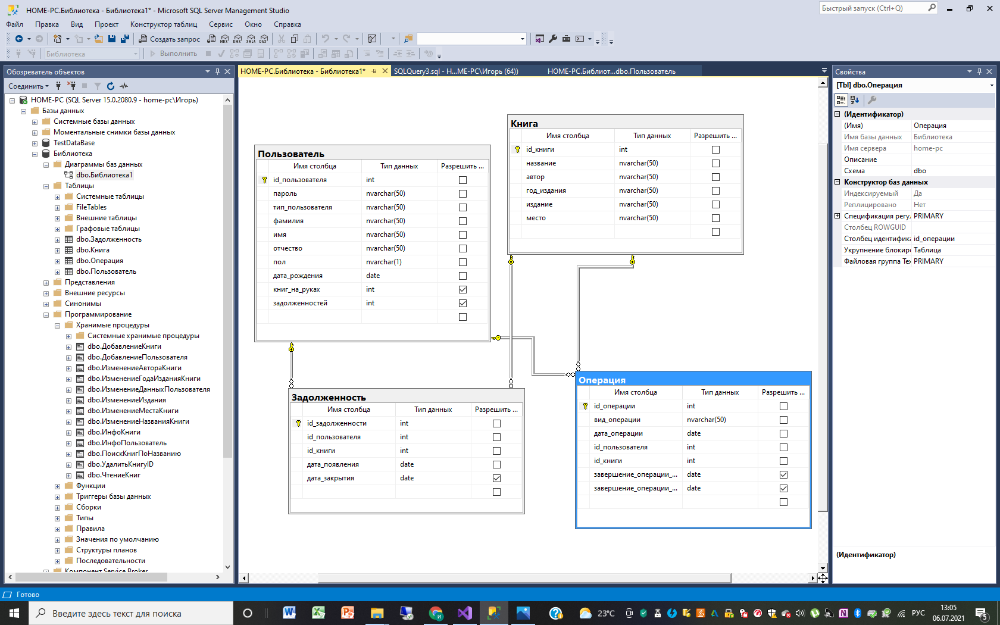 HOME-PC.Библиотека - Библиотека1* - Microsoft SQL Server Management Studio
Быстрый запуск (Ctrl+Q)
Файл Правка Вид Проект Конструктор таблиц Сервис Окно Справка
Создать запрос MDX DMX XMLA DAX
Библиотека Выполнить
Обозреватель объектов
Соединить
HOME-PC (SQL Server 15.0.2080.9 - home-pc\Игорь)
Базы данных
Системные базы данных
Моментальные снимки базы данных
TestDataBase
Библиотека
Диаграммы баз данных
dbo.Библиотека1
Таблицы
Системные таблицы
FileTables
Внешние таблицы
Графовые таблицы
dbo.Задолженность
dbo.Книга
dbo.Операция
dbo.Пользователь
Представления
Внешние ресурсы
Синонимы
Программирование
Хранимые процедуры
Системные хранимые процедуры
dbo.ДобавлениеКниги
dbo.ДобавлениеПользователя
dbo.ИзменениеАвтораКниги
dbo.ИзменениеГодаИзданияКниги
dbo.ИзменениеДанныхПользователя
dbo.ИзменениеИздания
dbo.ИзменениеМестаКниги
dbo.ИзменениеНазванияКниги
dbo.ИнфоКниги
dbo.ИнфоПользователь
dbo.ПоискКнигПоНазванию
dbo.УдалитьКнигуID
dbo.ЧтениеКниг
Функции
Триггеры базы данных
Сборки
Типы
Правила
Значения по умолчанию
Структуры планов
Последовательности
Компонент Service Broker
HOME-PC.Библиотека - Библиотека1* SQLQuery3.sql - H...ME-PC\Игорь (64)) HOME-PC.Библиот...dbo.Пользователь
Пользователь
Имя столбца Тип данных Разрешить ...
id_пользователя int
пароль nvarchar(50)
тип_пользователя nvarchar(50)
фамилия nvarchar(50)
имя nvarchar(50)
отчество nvarchar(50)
пол nvarchar(1)
дата_рождения date
книг_на_руках int
задолженностей int
Книга
Имя столбца Тип данных Разрешить ...
id_книги int
название nvarchar(50)
автор nvarchar(50)
год_издания nvarchar(50)
издание nvarchar(50)
место nvarchar(50)
Задолженность
Имя столбца Тип данных Разрешить ...
id_задолженности int
id_пользователя int
id_книги int
дата_появления date
дата_закрытия date
Операция
Имя столбца Тип данных Разрешить ...
id_операции int
вид_операции nvarchar(50)
дата_операции date
id_пользователя int
id_книги int
завершение_операции_... date
завершение_операции_... date
Свойства
[Tbl] dbo.Операция
(Идентификатор)
(Имя) Операция
Имя базы данных Библиотека
Имя сервера home-pc
Описание
Схема dbo
Конструктор баз данных
Индексируемый Да
Реплицировано Нет
Спецификация регу. PRIMARY
Столбец ROWGUID
Столбец идентифика id_операции
Укрупнение блокиро Таблица
Файловая группа Тех PRIMARY
(Идентификатор)
Готово
Введите здесь текст для поиска
23°C
РУС
13:05
06.07.2021
5